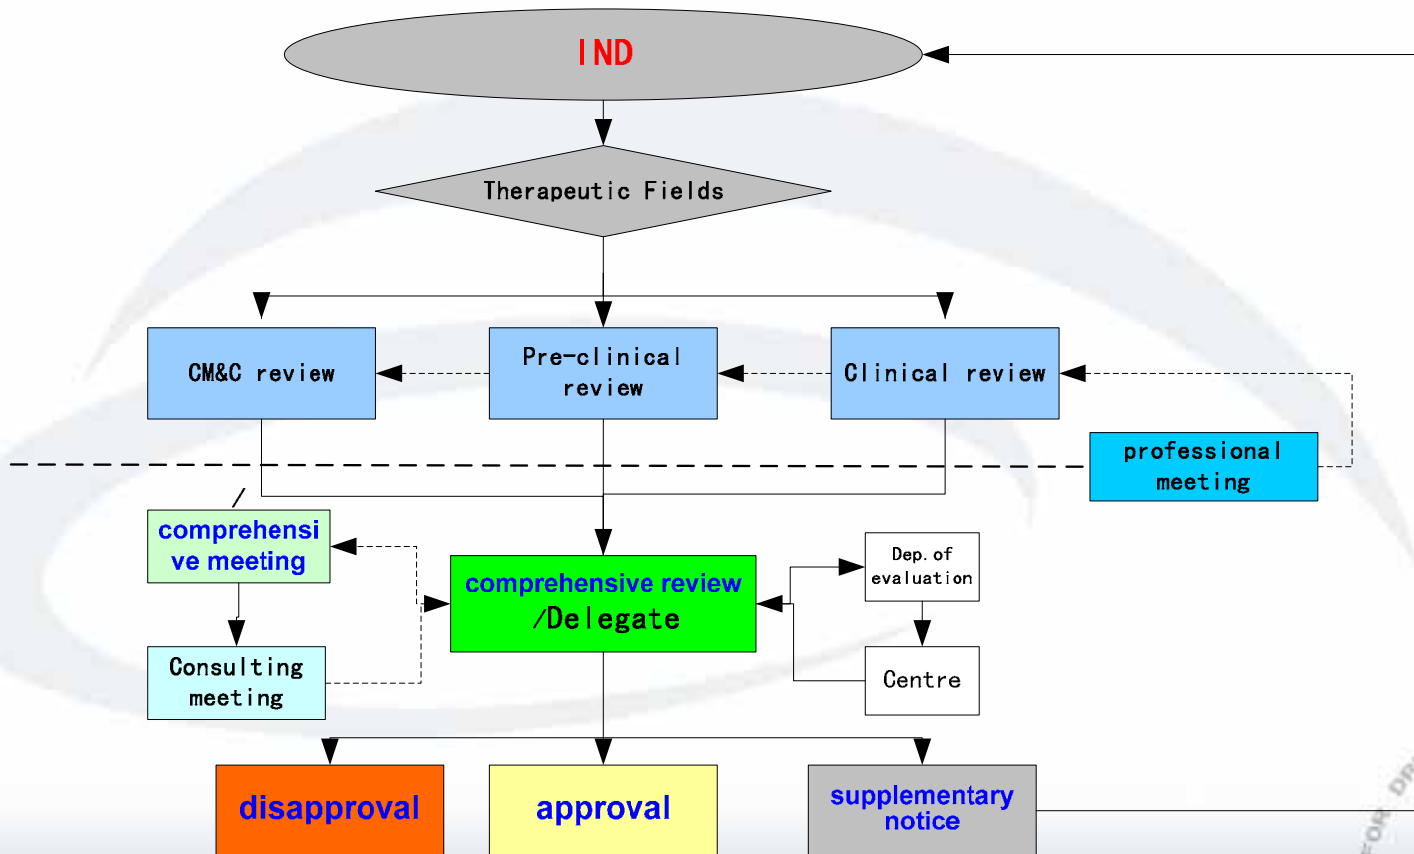 IND
Therapeutic Fields
CM&C review
Pre-clinical
review
Clinical review
professional
meeting
/
comprehensi
ve meeting
comprehensive review
/Delegate
Dep.of
evaluation
Consulting
meeting
Centre
disapproval
approval
supplementary
notice
FOR